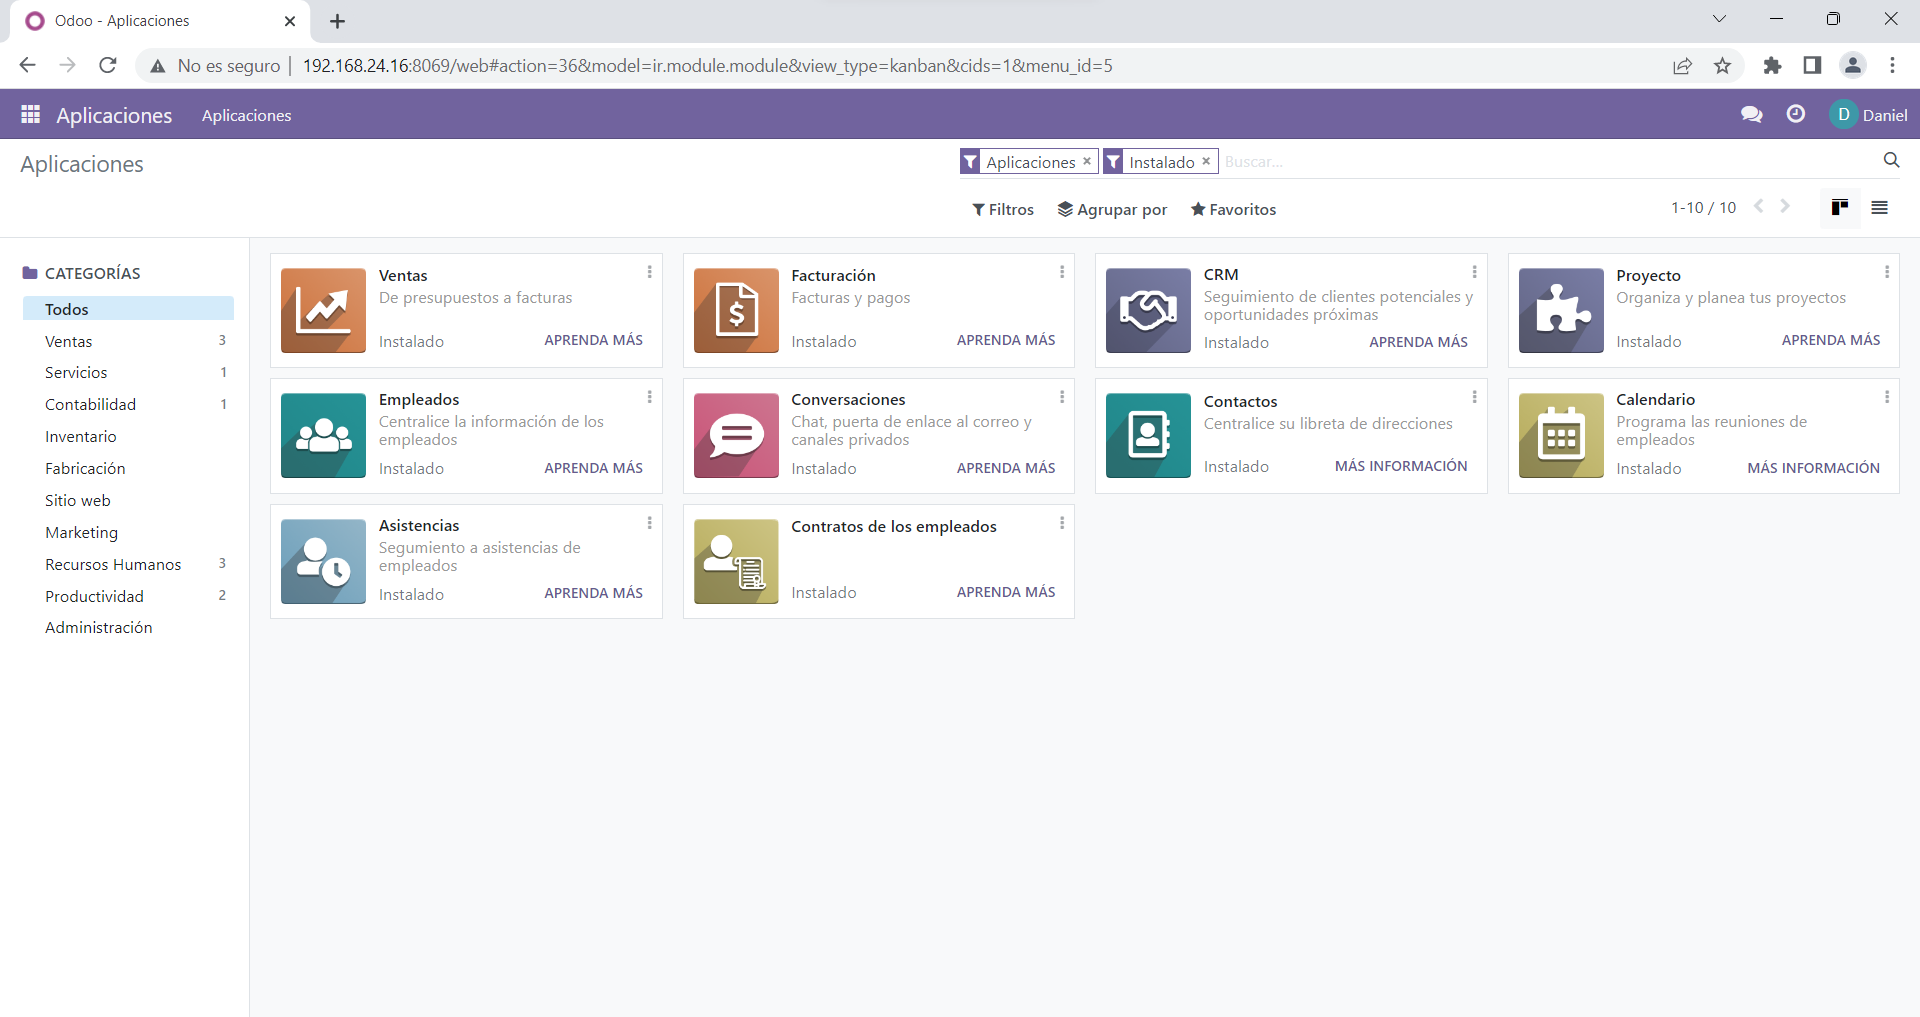 Odoo - Aplicaciones
No es seguro
192.168.24.16:8069/web#action=36&model=ir.module.module&view_type=kanban&cids=1&menu_id=5
Aplicaciones
Aplicaciones
D Daniel
Aplicaciones
Aplicaciones ×
Instalado ×
Buscar...
Filtros
Agrupar por
Favoritos
1-10 / 10
CATEGORÍAS
Todos
Ventas 3
Servicios 1
Contabilidad 1
Inventario
Fabricación
Sitio web
Marketing
Recursos Humanos 3
Productividad 2
Administración
Ventas
De presupuestos a facturas
Instalado
APRENDA MÁS
Facturación
Facturas y pagos
Instalado
APRENDA MÁS
CRM
Seguimiento de clientes potenciales y
oportunidades próximas
Instalado
APRENDA MÁS
Proyecto
Organiza y planea tus proyectos
Instalado
APRENDA MÁS
Empleados
Centralice la información de los
empleados
Instalado
APRENDA MÁS
Conversaciones
Chat, puerta de enlace al correo y
canales privados
Instalado
APRENDA MÁS
Contactos
Centralice su libreta de direcciones
Instalado
MÁS INFORMACIÓN
Calendario
Programa las reuniones de
empleados
Instalado
MÁS INFORMACIÓN
Asistencias
Segumiento a asistencias de
empleados
Instalado
APRENDA MÁS
Contratos de los empleados
Instalado
APRENDA MÁS